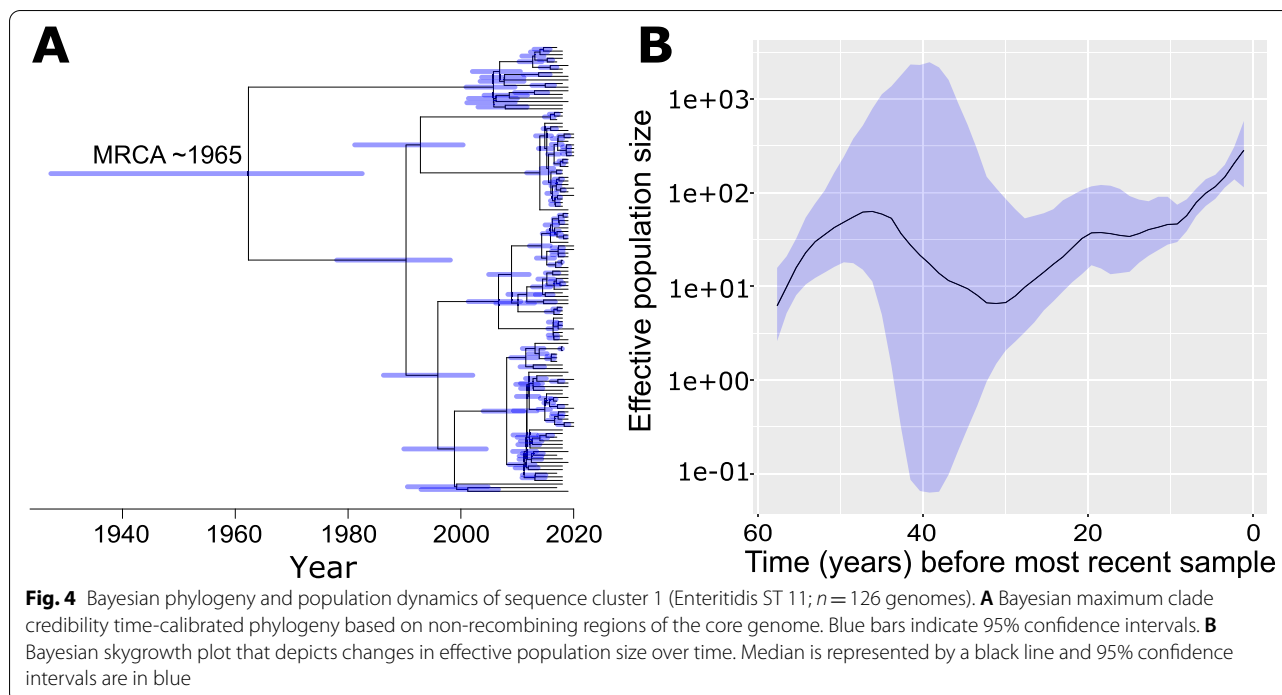 A
MRCA ~1965
1940 1960 1980 2000 2020
Year
B
Effective population size
1e+03
1e+02
1e+01
1e+00
1e-01
60 40 20 0
Time (years) before most recent sample
Fig. 4 Bayesian phylogeny and population dynamics of sequence cluster 1 (Enteritidis ST 11; n = 126 genomes). A Bayesian maximum clade
credibility time-calibrated phylogeny based on non-recombining regions of the core genome. Blue bars indicate 95% confidence intervals. B
Bayesian skygrowth plot that depicts changes in effective population size over time. Median is represented by a black line and 95% confidence
intervals are in blue